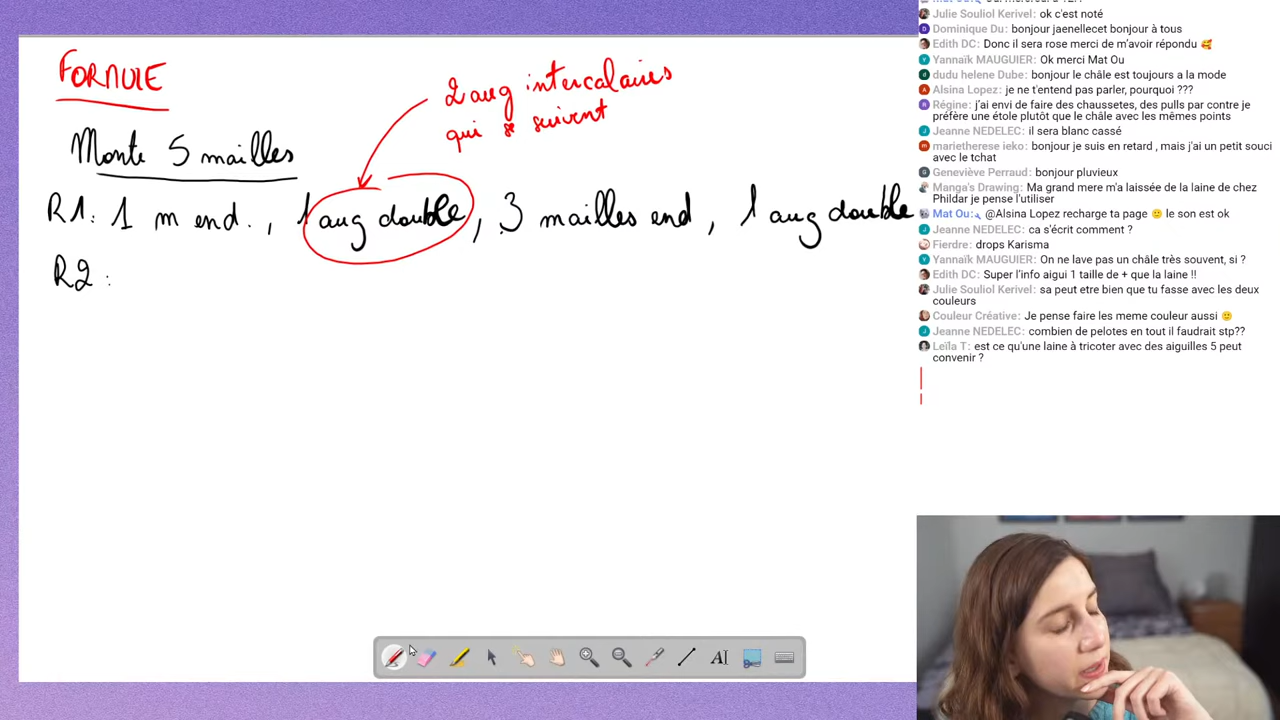 FORMULE
2 aug intercalaires
qui se suivent
Monte 5 mailles
R1: 1 m end., 1 aug double, 3 mailles end, 1 aug double
R2:
Julie Souliol Kerivel: ok c'est noté
Dominique Du: bonjour jaenellecet bonjour à tous
Edith DC: Donc il sera rose merci de m'avoir répondu 🥰
Yannaïk MAUGUIER: Ok merci Mat Ou
dudu helene Dube: bonjour le châle est toujours a la mode
Alsina Lopez: je ne t'entend pas parler, pourquoi ???
Régine: j'ai envi de faire des chaussetes, des pulls par contre je
préfère une étole plutôt que le châle avec les mêmes points
Jeanne NEDELEC: il sera blanc cassé
marietherese ieko: bonjour je suis en retard , mais j'ai un petit souci
avec le tchat
Geneviève Perraud: bonjour pluvieux
Manga's Drawing: Ma grand mere m'a laissée de la laine de chez
Phildar je pense l'utiliser
Mat Ou: @Alsina Lopez recharge ta page 🙂 le son est ok
Jeanne NEDELEC: ca s'écrit comment ?
Fierdre: drops Karisma
Yannaïk MAUGUIER: On ne lave pas un châle très souvent, si ?
Edith DC: Super l'info aigui 1 taille de + que la laine !!
Julie Souliol Kerivel: sa peut etre bien que tu fasse avec les deux
couleurs
Couleur Créative: Je pense faire les meme couleur aussi 🙂
Jeanne NEDELEC: combien de pelotes en tout il faudrait stp??
Leïla T: est ce qu'une laine à tricoter avec des aiguilles 5 peut
convenir ?
AI